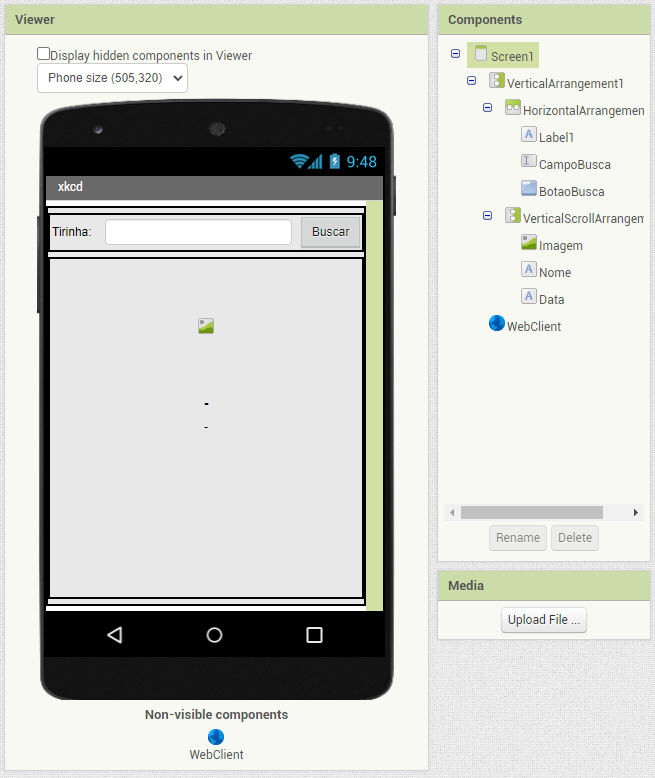 Viewer
Display hidden components in Viewer
Phone size (505,320)
9:48
xkcd
Tirinha:
Buscar
-
-
Non-visible components
WebClient
Components
Screen1
VerticalArrangement1
HorizontalArrangemen
A Label1
CampoBusca
BotaoBusca
VerticalScrollArrangem
Imagem
A Nome
A Data
WebClient
Rename Delete
Media
Upload File ...